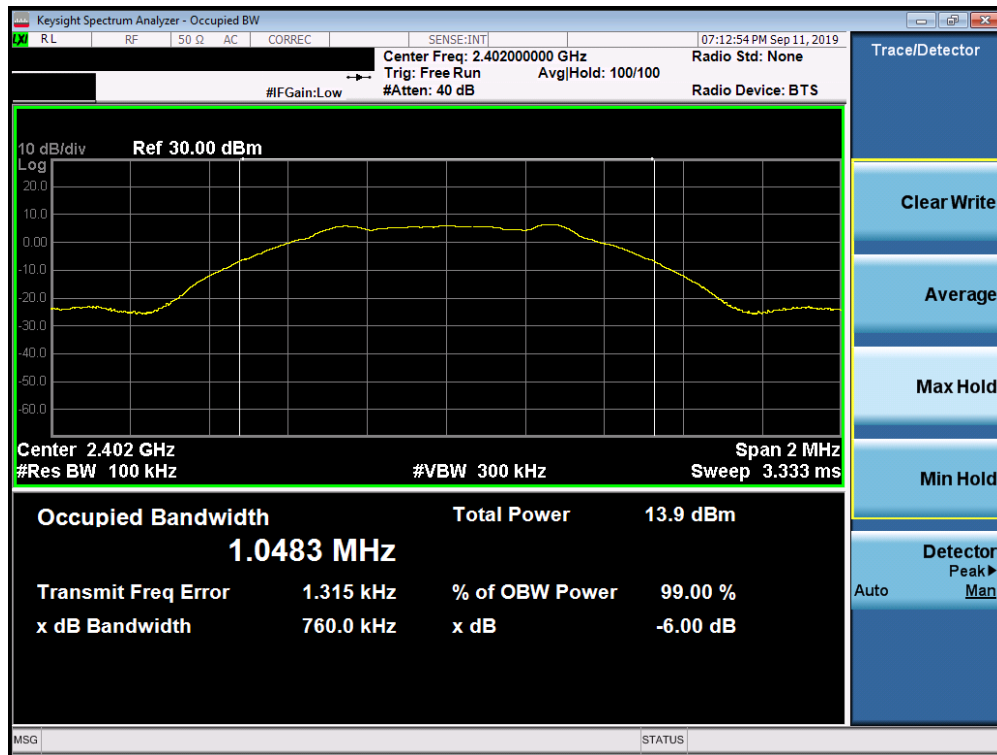 Keysight Spectrum Analyzer - Occupied BW
LXI RL RF 50 Ω AC CORREC SENSE:INT 07:12:54 PM Sep 11, 2019
Center Freq: 2.402000000 GHz Radio Std: None
Trig: Free Run Avg|Hold: 100/100
#IFGain:Low #Atten: 40 dB Radio Device: BTS
10 dB/div Ref 30.00 dBm
Log
20.0
10.0
0.00
-10.0
-20.0
-30.0
-40.0
-50.0
-60.0
Center 2.402 GHz Span 2 MHz
#Res BW 100 kHz #VBW 300 kHz Sweep 3.333 ms
Occupied Bandwidth Total Power 13.9 dBm
1.0483 MHz
Transmit Freq Error 1.315 kHz % of OBW Power 99.00 %
x dB Bandwidth 760.0 kHz x dB -6.00 dB
MSG STATUS
Trace/Detector
Clear Write
Average
Max Hold
Min Hold
Detector
Peak▶
Auto Man